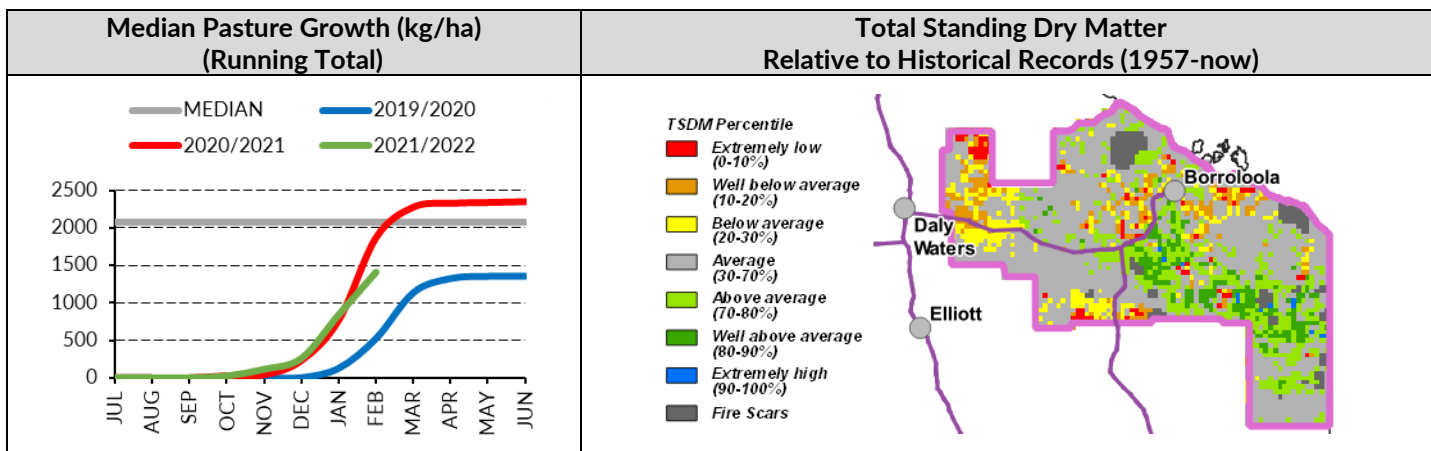 Median Pasture Growth (kg/ha)
(Running Total)
Total Standing Dry Matter
Relative to Historical Records (1957-now)
MEDIAN
2019/2020
2020/2021
2021/2022
2500
2000
1500
1000
500
0
JUL
AUG
SEP
OCT
NOV
DEC
JAN
FEB
MAR
APR
MAY
JUN
TSDM Percentile
Extremely low
(0-10%)
Well below average
(10-20%)
Below average
(20-30%)
Average
(30-70%)
Above average
(70-80%)
Well above average
(80-90%)
Extremely high
(90-100%)
Fire Scars
Borroloola
Daly
Waters
Elliott